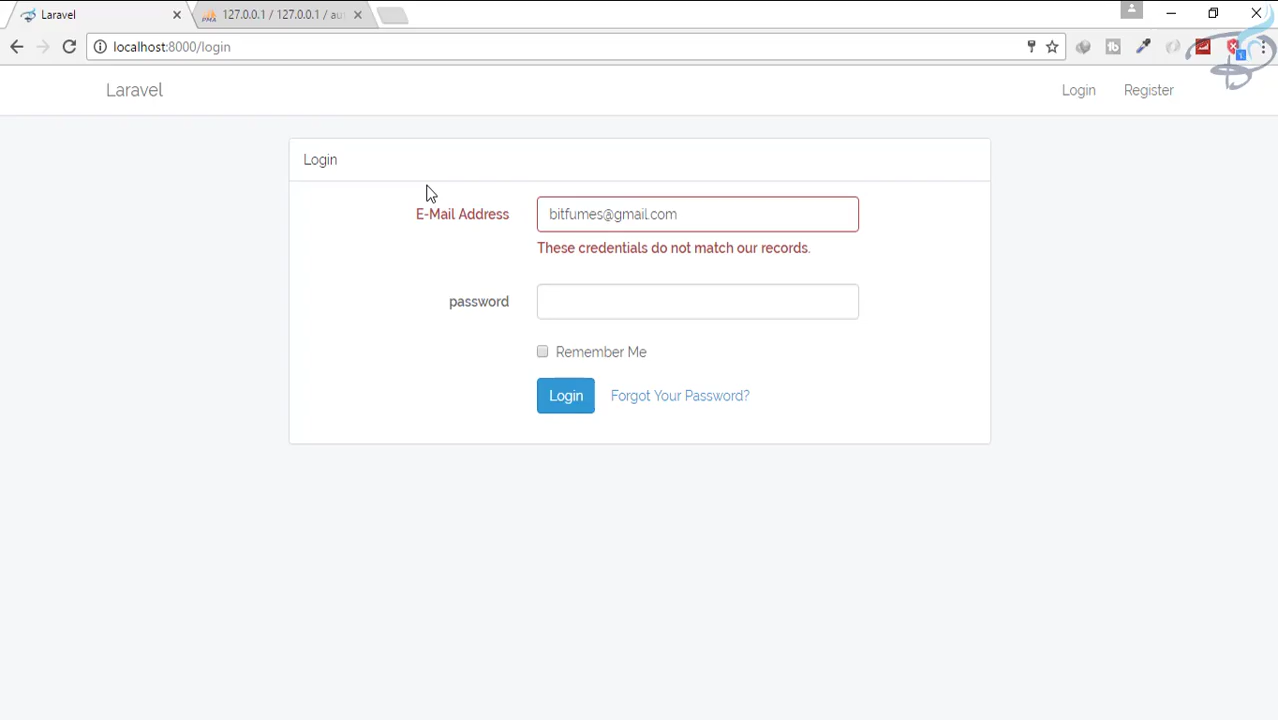 Laravel
127.0.0.1 / 127.0.0.1 / au
localhost:8000/login
Laravel
Login
Register
Login
E-Mail Address
bitfumes@gmail.com
These credentials do not match our records.
password
Remember Me
Login
Forgot Your Password?